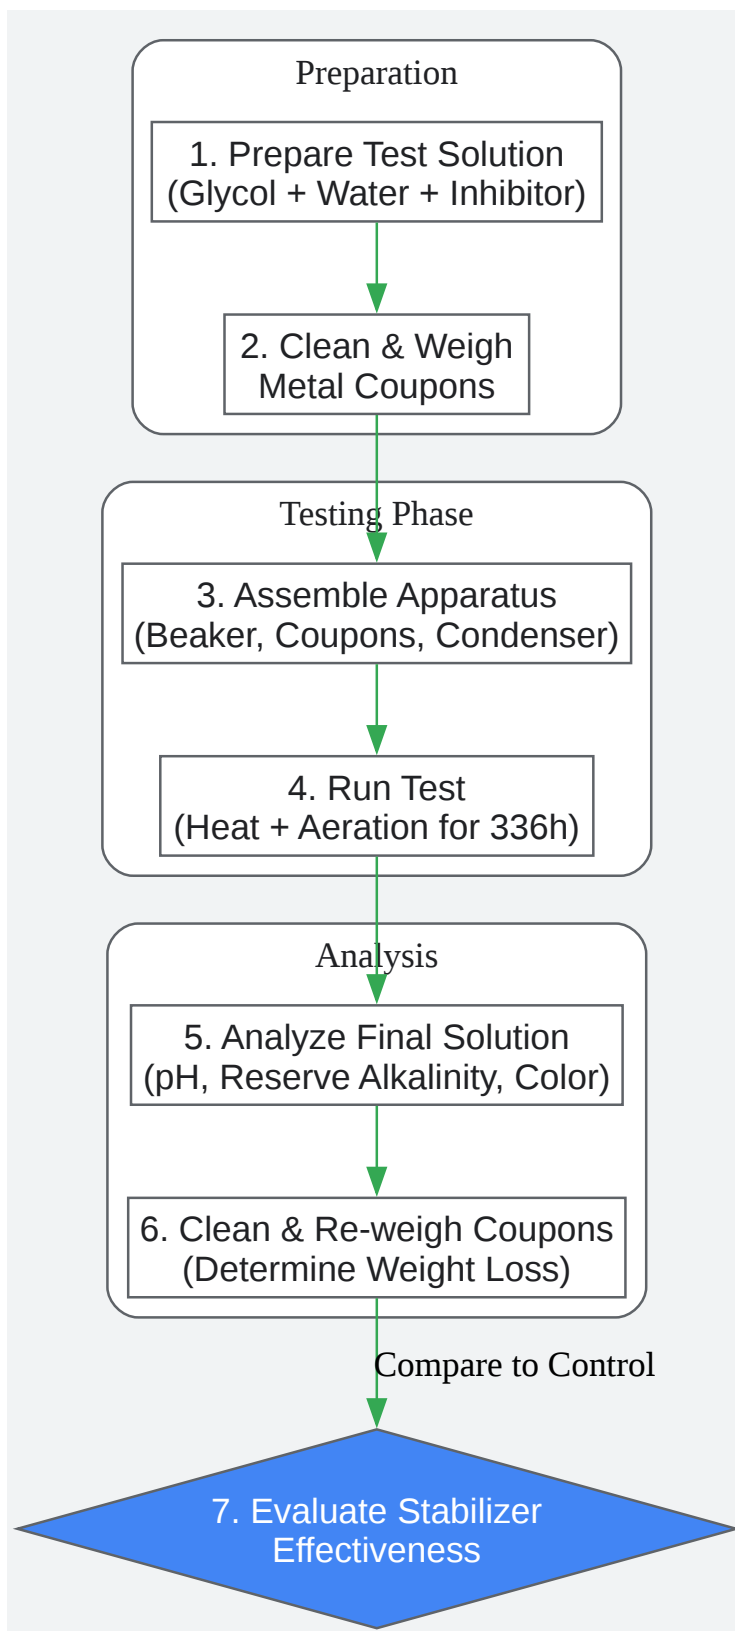 Preparation
1. Prepare Test Solution
(Glycol + Water + Inhibitor)
2. Clean & Weigh
Metal Coupons
Testing Phase
3. Assemble Apparatus
(Beaker, Coupons, Condenser)
4. Run Test
(Heat + Aeration for 336h)
Analysis
5. Analyze Final Solution
(pH, Reserve Alkalinity, Color)
6. Clean & Re-weigh Coupons
(Determine Weight Loss)
Compare to Control
7. Evaluate Stabilizer
Effectiveness